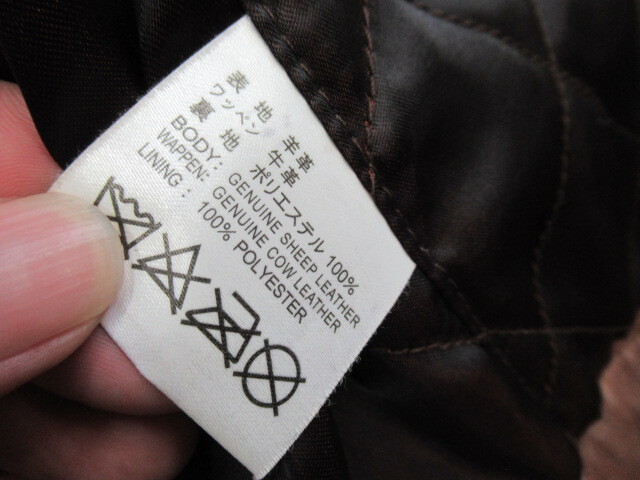 表 地 羊革
ワッペン 牛革
裏 地 ポリエステル 100%
BODY: GENUINE SHEEP LEATHER
WAPPEN: GENUINE COW LEATHER
LINING: 100% POLYESTER